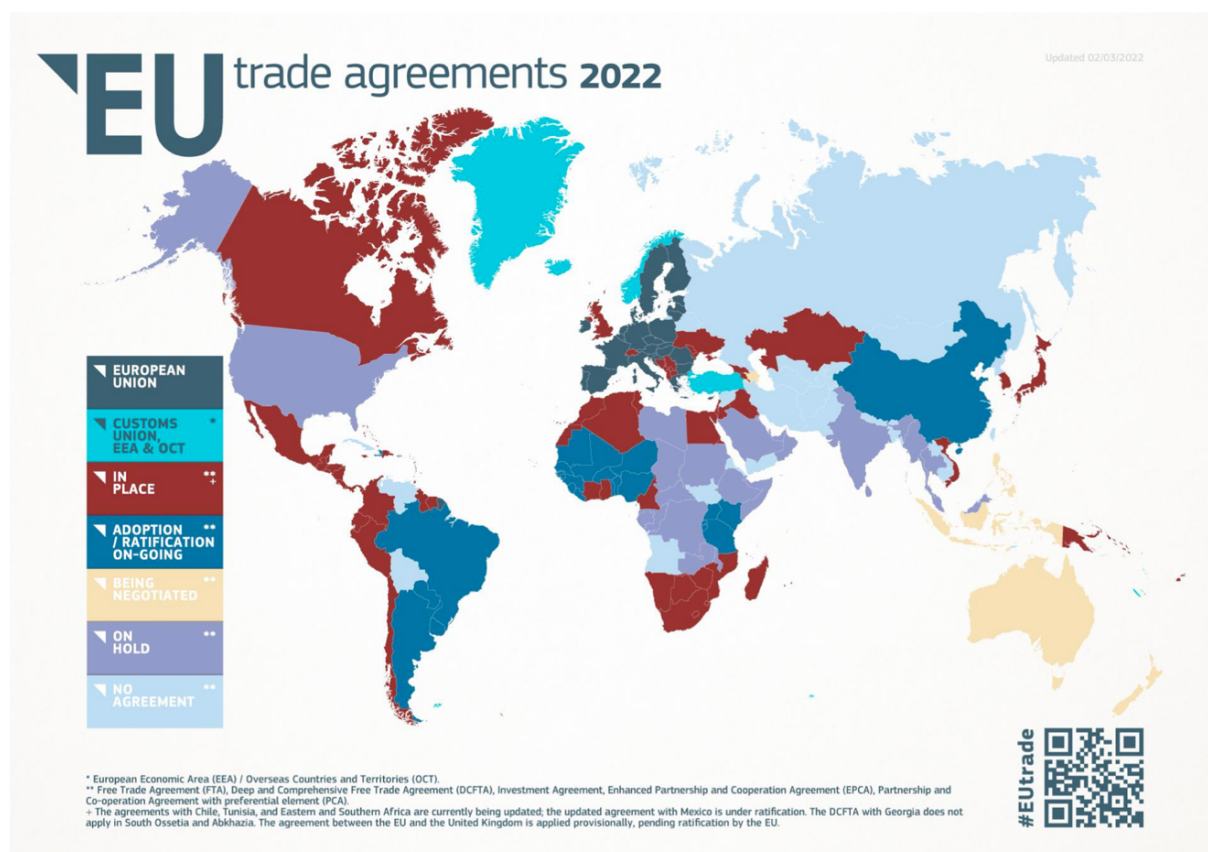 EU trade agreements 2022
Updated 02/03/2022
EUROPEAN
UNION
CUSTOMS *
UNION,
EEA & OCT
IN **
PLACE +
ADOPTION **
/ RATIFICATION
ON-GOING
BEING **
NEGOTIATED
ON **
HOLD
NO **
AGREEMENT
#EUtrade
* European Economic Area (EEA) / Overseas Countries and Territories (OCT).
** Free Trade Agreement (FTA), Deep and Comprehensive Free Trade Agreement (DCFTA), Investment Agreement, Enhanced Partnership and Cooperation Agreement (EPCA), Partnership and
Co-operation Agreement with preferential element (PCA).
+ The agreements with Chile, Tunisia, and Eastern and Southern Africa are currently being updated; the updated agreement with Mexico is under ratification. The DCFTA with Georgia does not
apply in South Ossetia and Abkhazia. The agreement between the EU and the United Kingdom is applied provisionally, pending ratification by the EU.